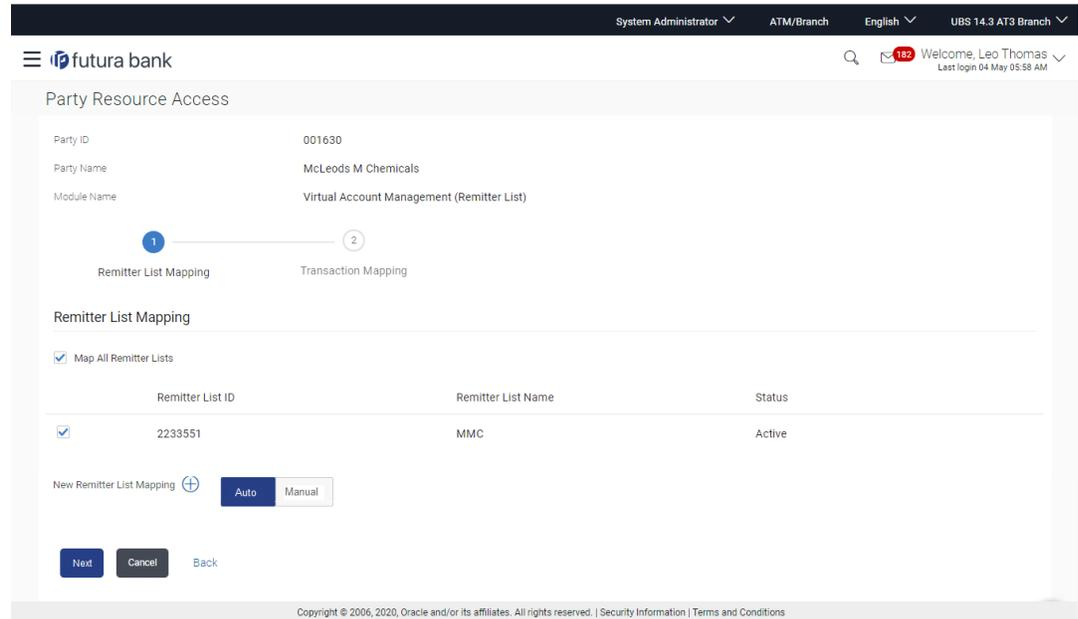 System Administrator ATM/Branch English UBS 14.3 AT3 Branch
futura bank 182 Welcome, Leo Thomas
Last login 04 May 05:58 AM
Party Resource Access
Party ID 001630
Party Name McLeods M Chemicals
Module Name Virtual Account Management (Remitter List)
1 2
Remitter List Mapping Transaction Mapping
Remitter List Mapping
Map All Remitter Lists
Remitter List ID Remitter List Name Status
2233551 MMC Active
New Remitter List Mapping Auto Manual
Next Cancel Back
Copyright © 2006, 2020, Oracle and/or its affiliates. All rights reserved. | Security Information | Terms and Conditions